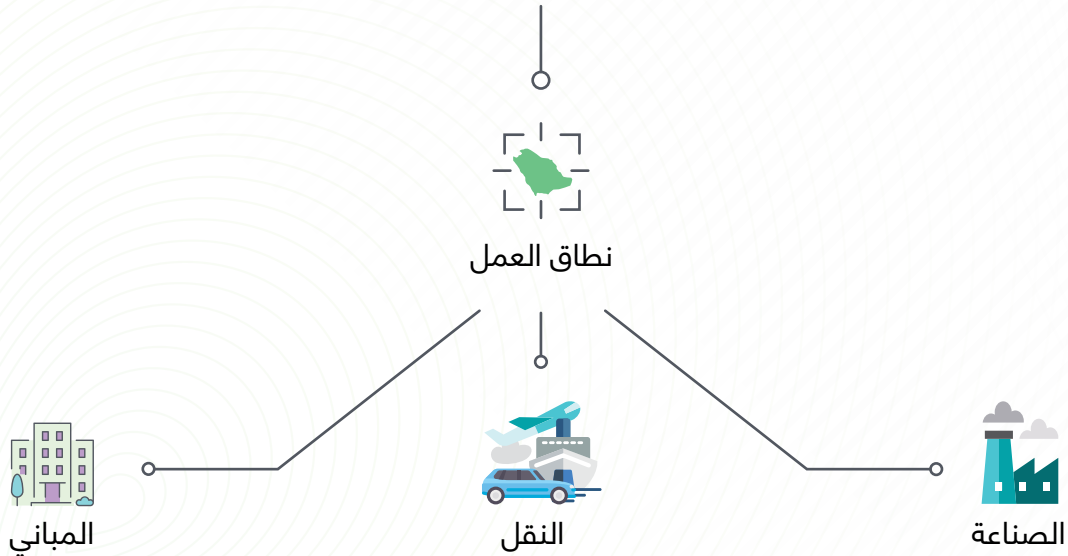 نطاق العمل
الصناعة
النقل
المباني